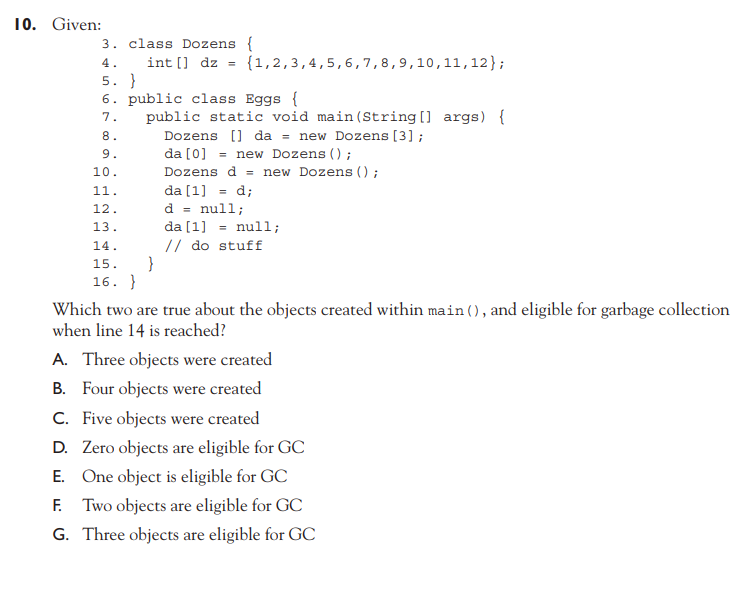 10. Given:
3. class Dozens {
4. int[] dz = {1,2,3,4,5,6,7,8,9,10,11,12};
5. }
6. public class Eggs {
7. public static void main(String[] args) {
8. Dozens [] da = new Dozens[3];
9. da[0] = new Dozens();
10. Dozens d = new Dozens();
11. da[1] = d;
12. d = null;
13. da[1] = null;
14. // do stuff
15. }
16. }
Which two are true about the objects created within main(), and eligible for garbage collection
when line 14 is reached?
A. Three objects were created
B. Four objects were created
C. Five objects were created
D. Zero objects are eligible for GC
E. One object is eligible for GC
F. Two objects are eligible for GC
G. Three objects are eligible for GC